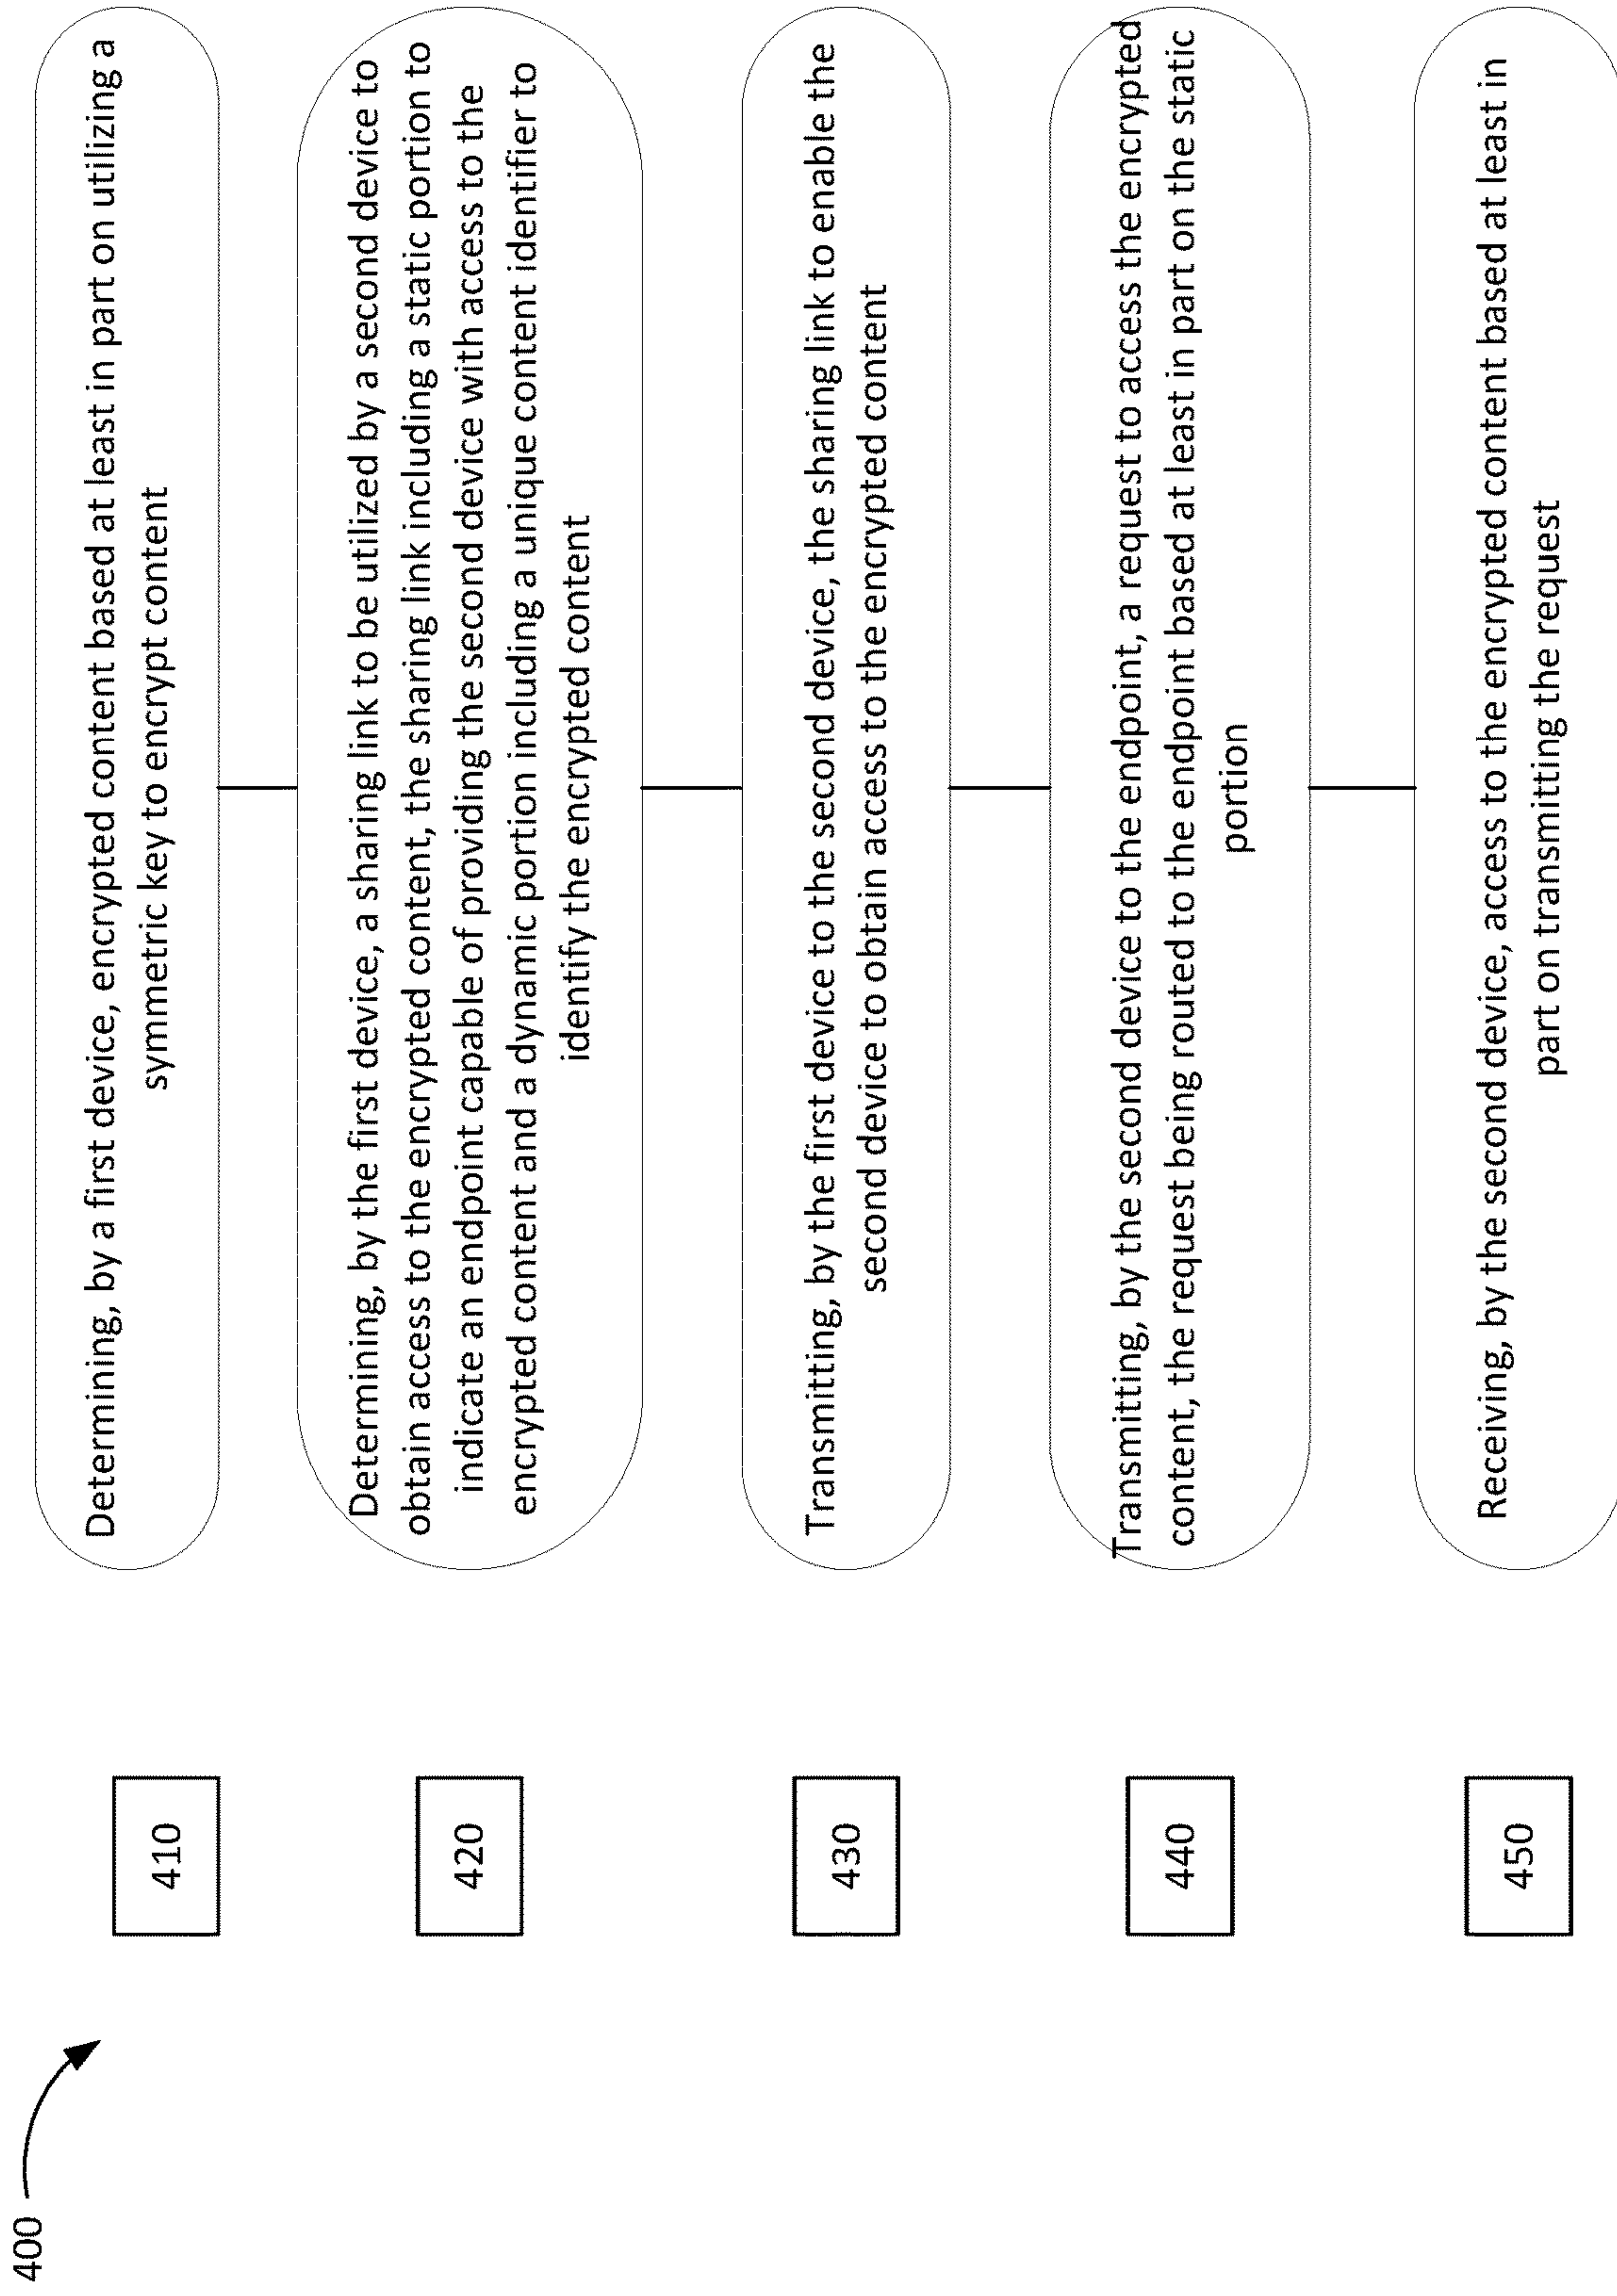 400
410
Determining, by a first device, encrypted content based at least in part on utilizing a
symmetric key to encrypt content
420
Determining, by the first device, a sharing link to be utilized by a second device to
obtain access to the encrypted content, the sharing link including a static portion to
indicate an endpoint capable of providing the second device with access to the
encrypted content and a dynamic portion including a unique content identifier to
identify the encrypted content
430
Transmitting, by the first device to the second device, the sharing link to enable the
second device to obtain access to the encrypted content
440
Transmitting, by the second device to the endpoint, a request to access the encrypted
content, the request being routed to the endpoint based at least in part on the static
portion
450
Receiving, by the second device, access to the encrypted content based at least in
part on transmitting the request